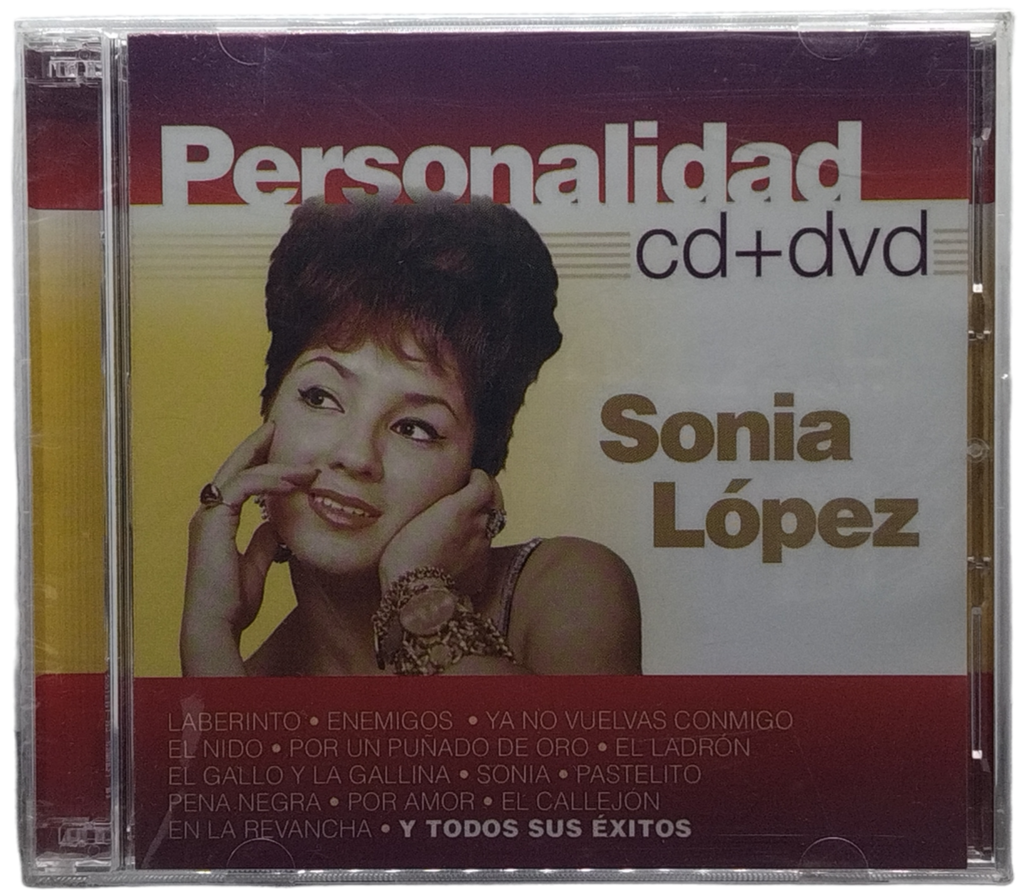 Personalidad
cd+dvd
Sonia
López
LABERINTO • ENEMIGOS • YA NO VUELVAS CONMIGO
EL NIDO • POR UN PUÑADO DE ORO • EL LADRÓN
EL GALLO Y LA GALLINA • SONIA • PASTELITO
PENA NEGRA • POR AMOR • EL CALLEJÓN
EN LA REVANCHA • Y TODOS SUS ÉXITOS